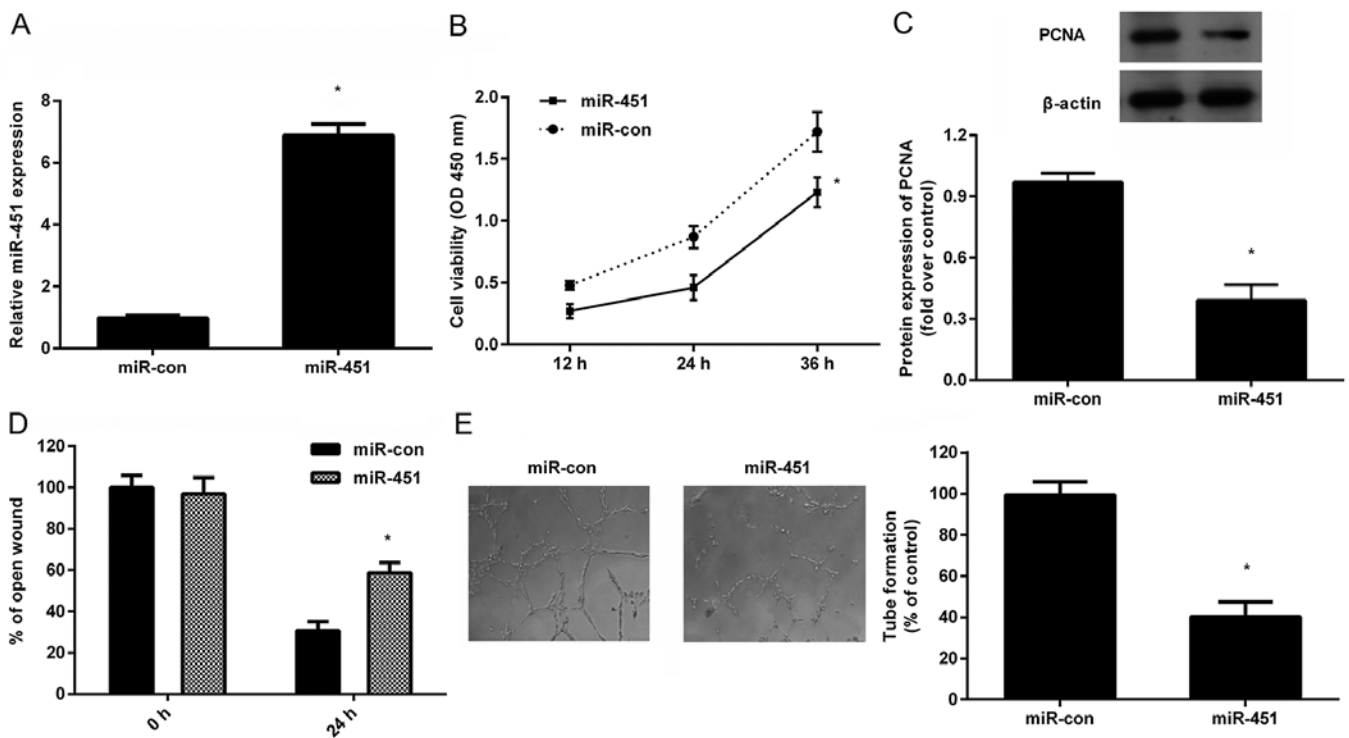 A
Relative miR-451 expression
8
6
4
2
0
*
miR-con
miR-451
B
Cell viability (OD 450 nm)
2.0
1.5
1.0
0.5
0.0
miR-451
miR-con
*
12 h
24 h
36 h
C
PCNA
β-actin
Protein expression of PCNA
(fold over control)
1.2
0.9
0.6
0.3
0.0
*
miR-con
miR-451
D
% of open wound
120
100
80
60
40
20
0
miR-con
miR-451
*
0 h
24 h
E
miR-con
miR-451
Tube formation
(% of control)
120
100
80
60
40
20
0
*
miR-con
miR-451